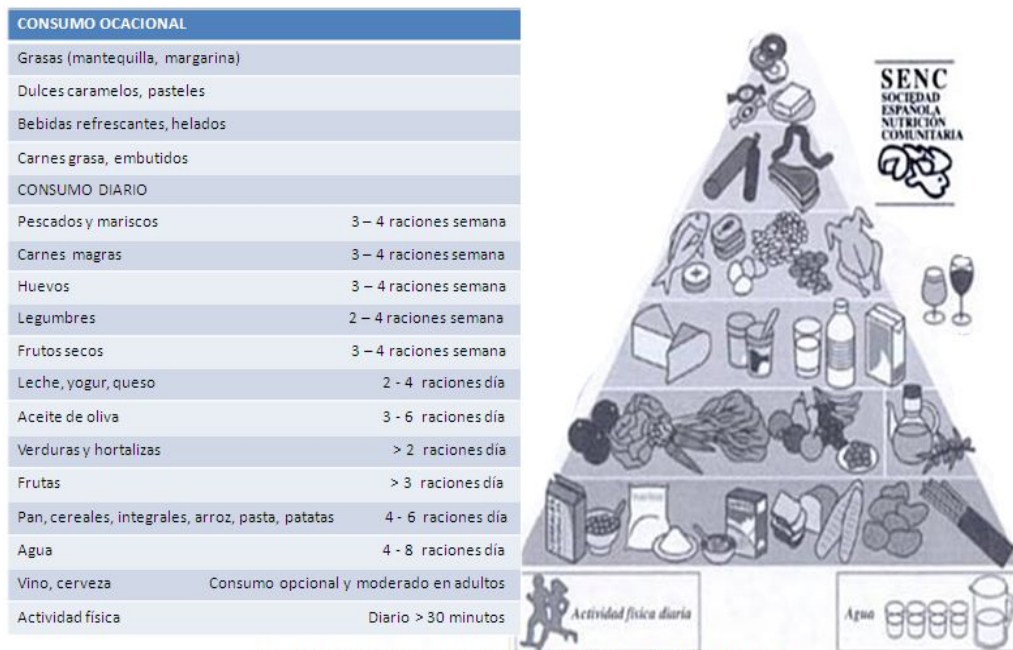 CONSUMO OCACIONAL
Grasas (mantequilla, margarina)
Dulces caramelos, pasteles
Bebidas refrescantes, helados
Carnes grasa, embutidos
CONSUMO DIARIO
Pescados y mariscos 3 – 4 raciones semana
Carnes magras 3 – 4 raciones semana
Huevos 3 – 4 raciones semana
Legumbres 2 – 4 raciones semana
Frutos secos 3 – 4 raciones semana
Leche, yogur, queso 2 - 4 raciones día
Aceite de oliva 3 - 6 raciones día
Verduras y hortalizas > 2 raciones día
Frutas > 3 raciones día
Pan, cereales, integrales, arroz, pasta, patatas 4 - 6 raciones día
Agua 4 - 8 raciones día
Vino, cerveza Consumo opcional y moderado en adultos
Actividad física Diario > 30 minutos
SENC
SOCIEDAD
ESPAÑOLA
NUTRICIÓN
COMUNITARIA
Actividad física diaria
Agua